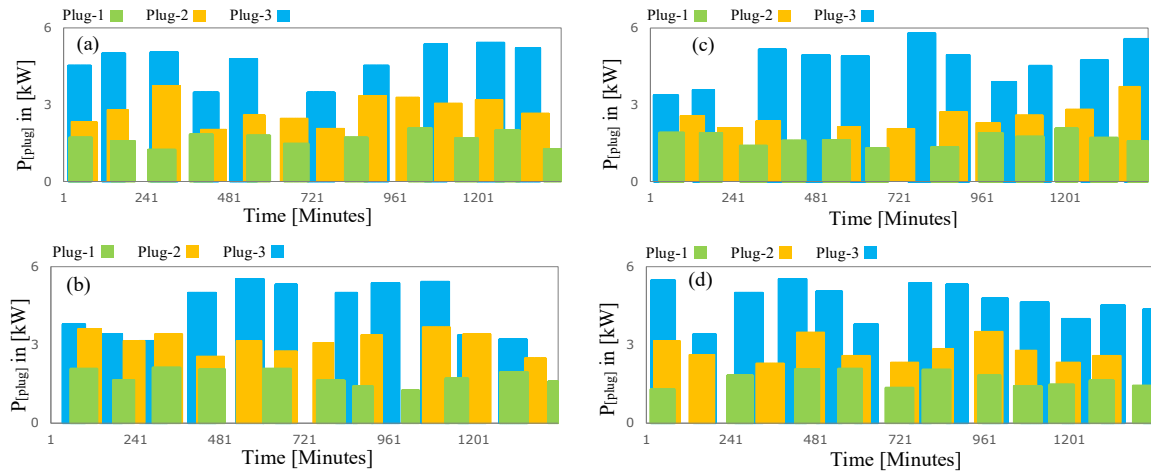 Plug-1 Plug-2 Plug-3
6
(a)
3
0
P[plug] in [kW]
1 241 481 721 961 1201
Time [Minutes]
Plug-1 Plug-2 Plug-3
6
(c)
3
0
P[plug] in [kW]
1 241 481 721 961 1201
Time [Minutes]
Plug-1 Plug-2 Plug-3
6
(b)
3
0
P[plug] in [kW]
1 241 481 721 961 1201
Time [Minutes]
Plug-1 Plug-2 Plug-3
6
(d)
3
0
P[plug] in [kW]
1 241 481 721 961 1201
Time [Minutes]